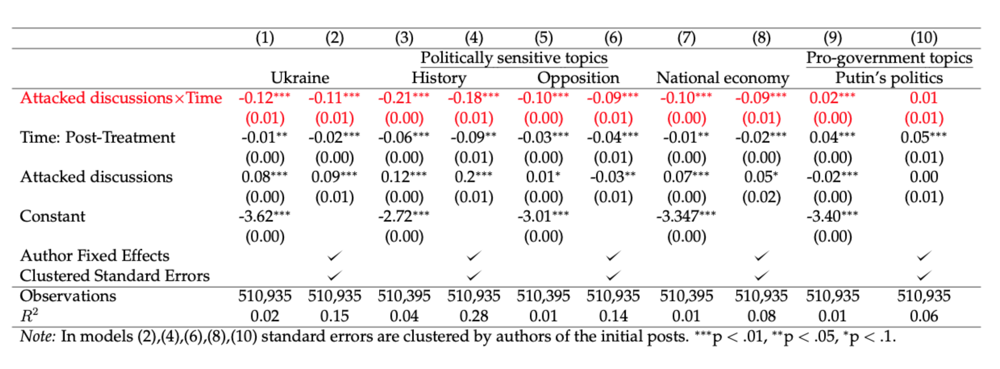 (1) (2) (3) (4) (5) (6) (7) (8) (9) (10)
Politically sensitive topics Pro-government topics
Ukraine History Opposition National economy Putin's politics
Attacked discussions×Time -0.12*** -0.11*** -0.21*** -0.18*** -0.10*** -0.09*** -0.10*** -0.09*** 0.02*** 0.01
(0.01) (0.01) (0.00) (0.01) (0.00) (0.01) (0.00) (0.01) (0.00) (0.01)
Time: Post-Treatment -0.01** -0.02*** -0.06*** -0.09** -0.03*** -0.04*** -0.01** -0.02*** 0.04*** 0.05***
(0.00) (0.00) (0.00) (0.01) (0.00) (0.01) (0.00) (0.00) (0.00) (0.01)
Attacked discussions 0.08*** 0.09*** 0.12*** 0.2*** 0.01* -0.03** 0.07*** 0.05* -0.02*** 0.00
(0.00) (0.01) (0.00) (0.01) (0.00) (0.01) (0.00) (0.02) (0.00) (0.01)
Constant -3.62*** -2.72*** -3.01*** -3.347*** -3.40***
(0.00) (0.00) (0.00) (0.00) (0.00)
Author Fixed Effects ✓ ✓ ✓ ✓ ✓
Clustered Standard Errors ✓ ✓ ✓ ✓ ✓
Observations 510,935 510,935 510,395 510,935 510,395 510,935 510,395 510,935 510,935 510,935
R² 0.02 0.15 0.04 0.28 0.01 0.14 0.01 0.08 0.01 0.06
Note: In models (2),(4),(6),(8),(10) standard errors are clustered by authors of the initial posts. ***p < .01, **p < .05, *p < .1.